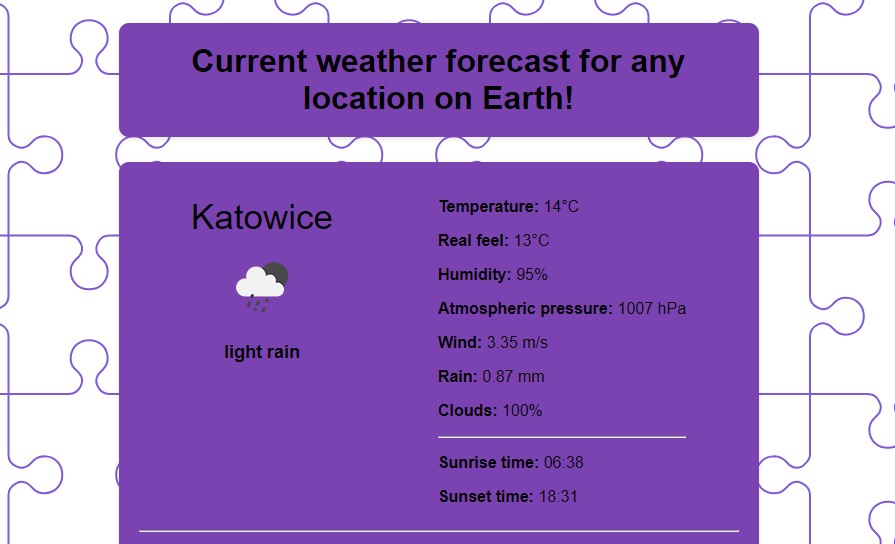 Current weather forecast for any
location on Earth!
Katowice
light rain
Temperature: 14°C
Real feel: 13°C
Humidity: 95%
Atmospheric pressure: 1007 hPa
Wind: 3.35 m/s
Rain: 0.87 mm
Clouds: 100%
Sunrise time: 06:38
Sunset time: 18:31